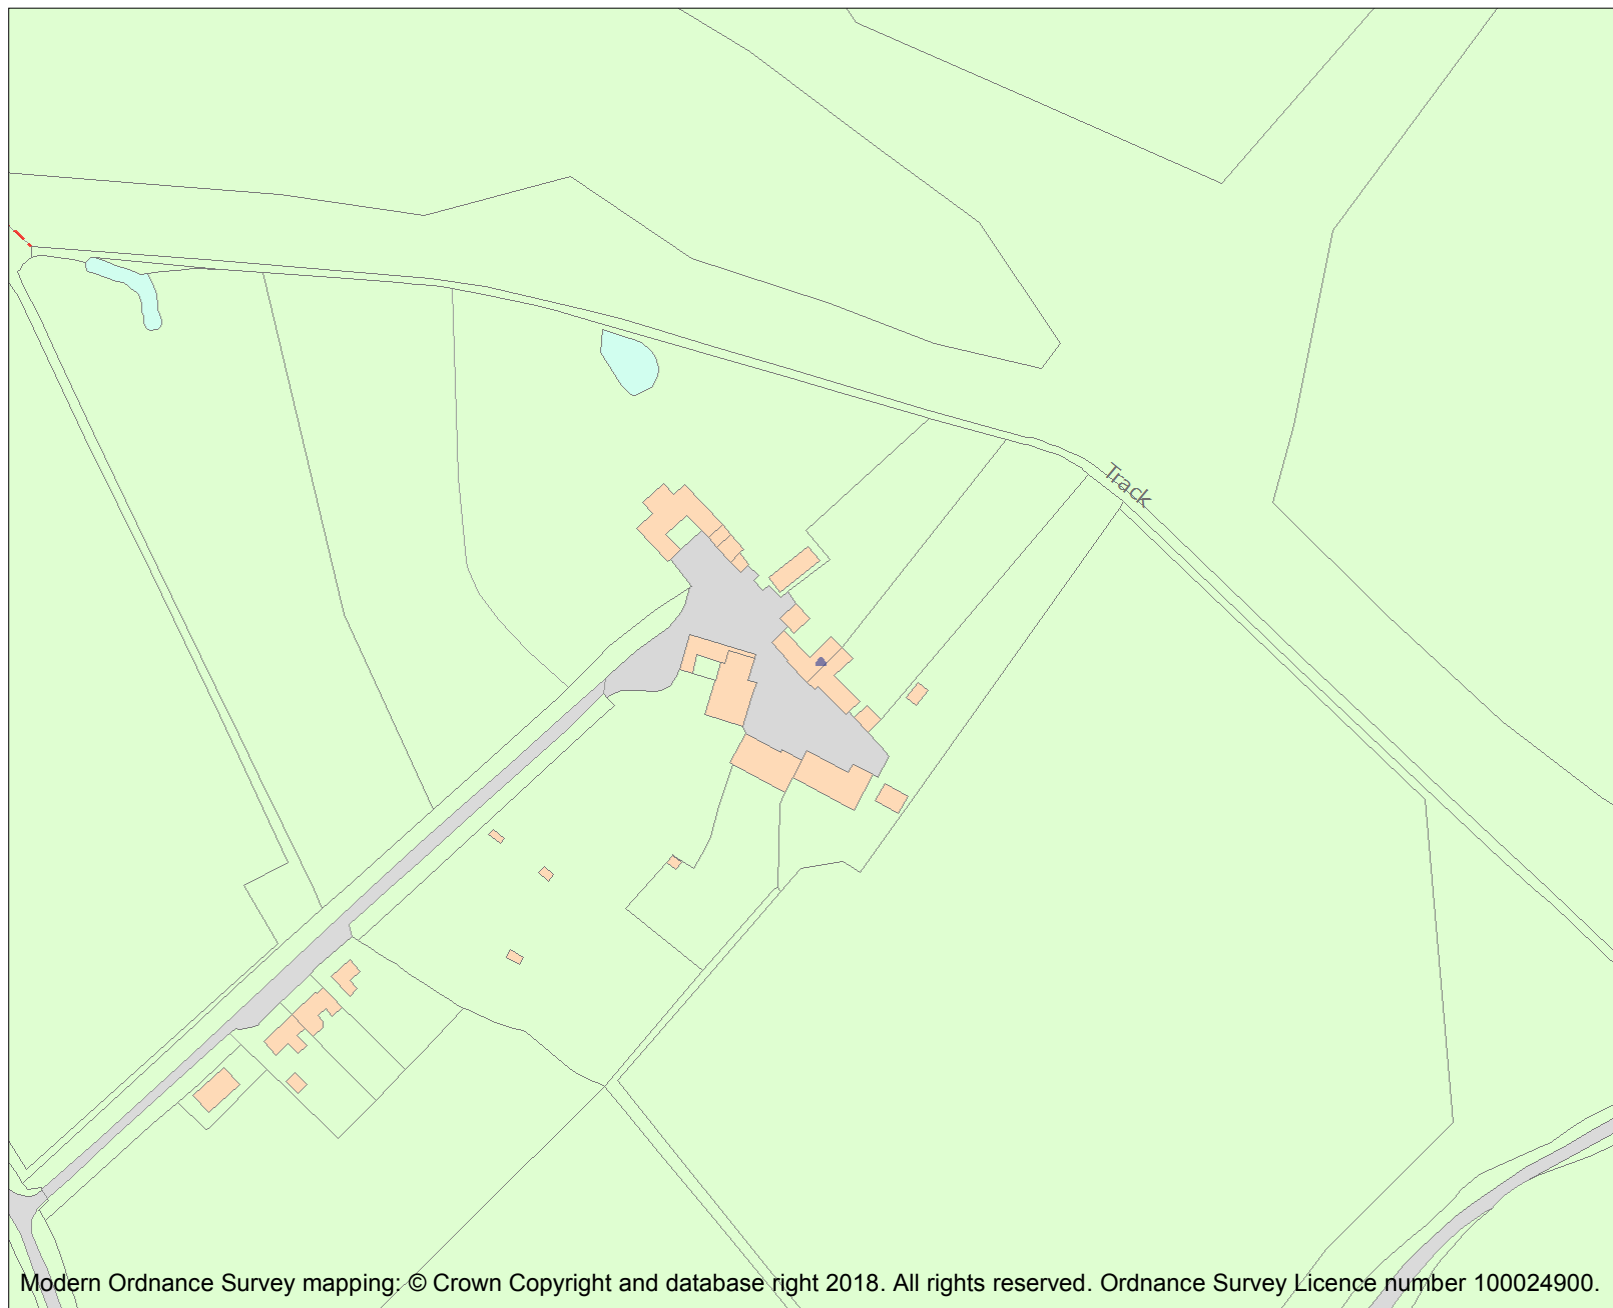 Track
Modern Ordnance Survey mapping: © Crown Copyright and database right 2018. All rights reserved. Ordnance Survey Licence number 100024900.